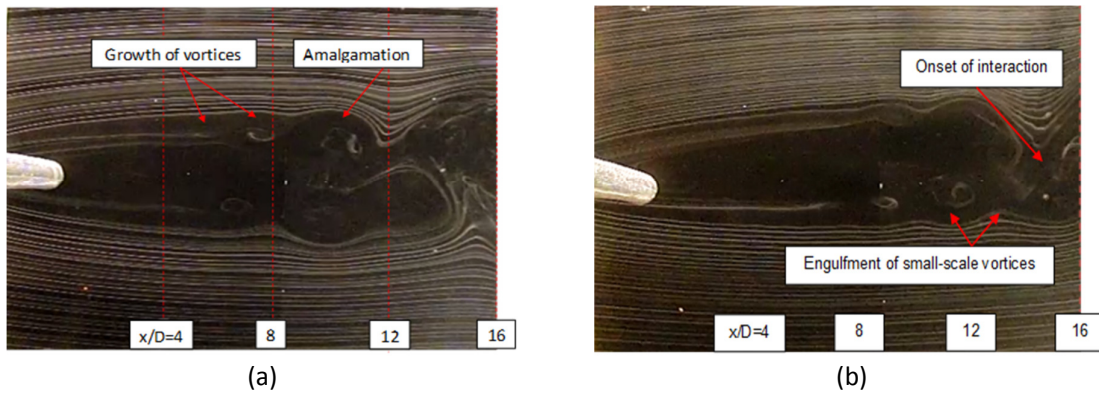 Growth of vortices
Amalgamation
x/D=4
8
12
16
(a)
Onset of interaction
Engulfment of small-scale vortices
x/D=4
8
12
16
(b)